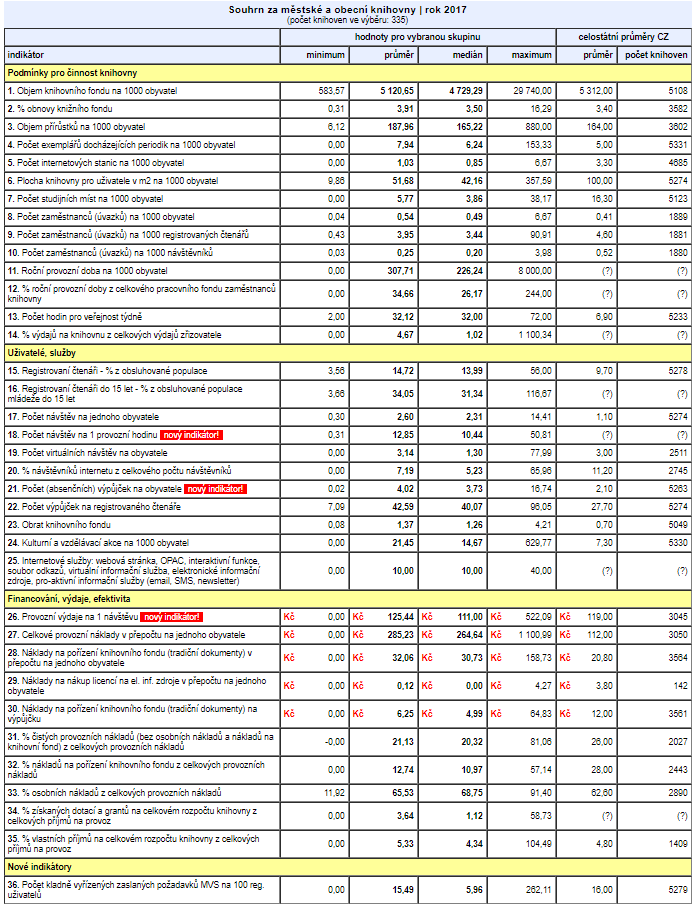 Souhrn za městské a obecní knihovny | rok 2017
(počet knihoven ve výběru: 335)
hodnoty pro vybranou skupinu celostátní průměry CZ
indikátor minimum průměr medián maximum průměr počet knihoven
Podmínky pro činnost knihovny
1. Objem knihovního fondu na 1000 obyvatel 583,57 5 120,65 4 729,29 29 740,00 5 312,00 5108
2. % obnovy knižního fondu 0,31 3,91 3,50 16,29 3,40 3582
3. Objem přírůstků na 1000 obyvatel 6,12 187,96 165,22 880,00 164,00 3602
4. Počet exemplářů docházejících periodik na 1000 obyvatel 0,00 7,94 6,24 153,33 5,00 5331
5. Počet internetových stanic na 1000 obyvatel 0,00 1,03 0,85 6,67 3,30 4685
6. Plocha knihovny pro uživatele v m2 na 1000 obyvatel 9,86 51,68 42,16 357,59 100,00 5274
7. Počet studijních míst na 1000 obyvatel 0,00 5,77 3,86 38,17 16,30 5123
8. Počet zaměstnanců (úvazků) na 1000 obyvatel 0,04 0,54 0,49 6,67 0,41 1889
9. Počet zaměstnanců (úvazků) na 1000 registrovaných čtenářů 0,43 3,95 3,44 90,91 4,60 1881
10. Počet zaměstnanců (úvazků) na 1000 návštěvníků 0,03 0,25 0,20 3,98 0,52 1880
11. Roční provozní doba na 1000 obyvatel 0,00 307,71 226,24 8 000,00 (?) (?)
12. % roční provozní doby z celkového pracovního fondu zaměstnanců
knihovny 0,00 34,66 26,17 244,00 (?) (?)
13. Počet hodin pro veřejnost týdně 2,00 32,12 32,00 72,00 6,90 5233
14. % výdajů na knihovnu z celkových výdajů zřizovatele 0,00 4,67 1,02 1 100,34 (?) (?)
Uživatelé, služby
15. Registrovaní čtenáři - % z obsluhované populace 3,56 14,72 13,99 56,00 9,70 5278
16. Registrovaní čtenáři do 15 let - % z obsluhované populace
mládeže do 15 let 3,66 34,05 31,34 116,67 (?) (?)
17. Počet návštěv na jednoho obyvatele 0,30 2,60 2,31 14,41 1,10 5274
18. Počet návštěv na 1 provozní hodinu nový indikátor! 0,31 12,85 10,44 50,81 (?) (?)
19. Počet virtuálních návštěv na obyvatele 0,00 3,14 1,30 77,99 3,00 2511
20. % návštěvníků internetu z celkového počtu návštěvníků 0,00 7,19 5,23 65,96 11,20 2745
21. Počet (absenčních) výpůjček na obyvatele nový indikátor! 0,02 4,02 3,73 16,74 2,10 5263
22. Počet výpůjček na registrovaného čtenáře 7,09 42,59 40,07 96,05 27,70 5274
23. Obrat knihovního fondu 0,08 1,37 1,26 4,21 0,70 5049
24. Kulturní a vzdělávací akce na 1000 obyvatel 0,00 21,45 14,67 629,77 7,30 5330
25. Internetové služby: webová stránka, OPAC, interaktivní funkce,
soubor odkazů, virtuální informační služba, elektronické informační
zdroje, pro-aktivní informační služby (email, SMS, newsletter) 0,00 10,00 10,00 40,00 (?) (?)
Financování, výdaje, efektivita
26. Provozní výdaje na 1 návštěvu nový indikátor! Kč 0,00 Kč 125,44 Kč 111,00 Kč 522,09 Kč 119,00 3045
27. Celkové provozní náklady v přepočtu na jednoho obyvatele Kč 0,00 Kč 285,23 Kč 264,64 Kč 1 100,99 Kč 112,00 3050
28. Náklady na pořízení knihovního fondu (tradiční dokumenty) v
přepočtu na jednoho obyvatele Kč 0,00 Kč 32,06 Kč 30,73 Kč 158,73 Kč 20,80 3564
29. Náklady na nákup licencí na el. inf. zdroje v přepočtu na jednoho
obyvatele Kč 0,00 Kč 0,12 Kč 0,00 Kč 4,27 Kč 3,80 142
30. Náklady na pořízení knihovního fondu (tradiční dokumenty) na
výpůjčku Kč 0,00 Kč 6,25 Kč 4,99 Kč 64,83 Kč 12,00 3561
31. % čistých provozních nákladů (bez osobních nákladů a nákladů na
knihovní fond) z celkových provozních nákladů -0,00 21,13 20,32 81,06 26,00 2027
32. % nákladů na pořízení knihovního fondu z celkových provozních
nákladů 0,00 12,74 10,97 57,14 28,00 2443
33. % osobních nákladů z celkových provozních nákladů 11,92 65,53 68,75 91,40 62,60 2890
34. % získaných dotací a grantů na celkovém rozpočtu knihovny z
celkových příjmů na provoz 0,00 3,64 1,12 58,73 (?) (?)
35. % vlastních příjmů na celkovém rozpočtu knihovny z celkových
příjmů na provoz 0,00 5,33 4,34 104,49 4,80 1409
Nové indikátory
36. Počet kladně vyřízených zaslaných požadavků MVS na 100 reg.
uživatelů 0,00 15,49 5,96 262,11 16,00 5279